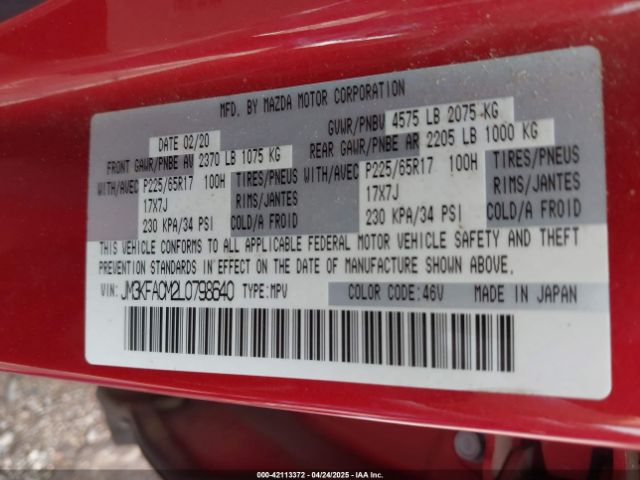 MFD. BY MAZDA MOTOR CORPORATION
DATE 02/20 GVWR/PNBV 4575 LB 2075 KG
FRONT GAWR/PNBE AV 2370 LB 1075 KG REAR GAWR/PNBE AR 2205 LB 1000 KG
WITH/AVEC P225/65R17 100H TIRES/PNEUS WITH/AVEC P225/65R17 100H TIRES/PNEUS
17X7J RIMS/JANTES 17X7J RIMS/JANTES
230 KPA/34 PSI COLD/A FROID 230 KPA/34 PSI COLD/A FROID
THIS VEHICLE CONFORMS TO ALL APPLICABLE FEDERAL MOTOR VEHICLE SAFETY AND THEFT
PREVENTION STANDARDS IN EFFECT ON THE DATE OF MANUFACTURE SHOWN ABOVE.
VIN: JM3KFACM2L0798640 TYPE:MPV COLOR CODE:46V MADE IN JAPAN
000-42113372 - 04/24/2025 - IAA Inc.